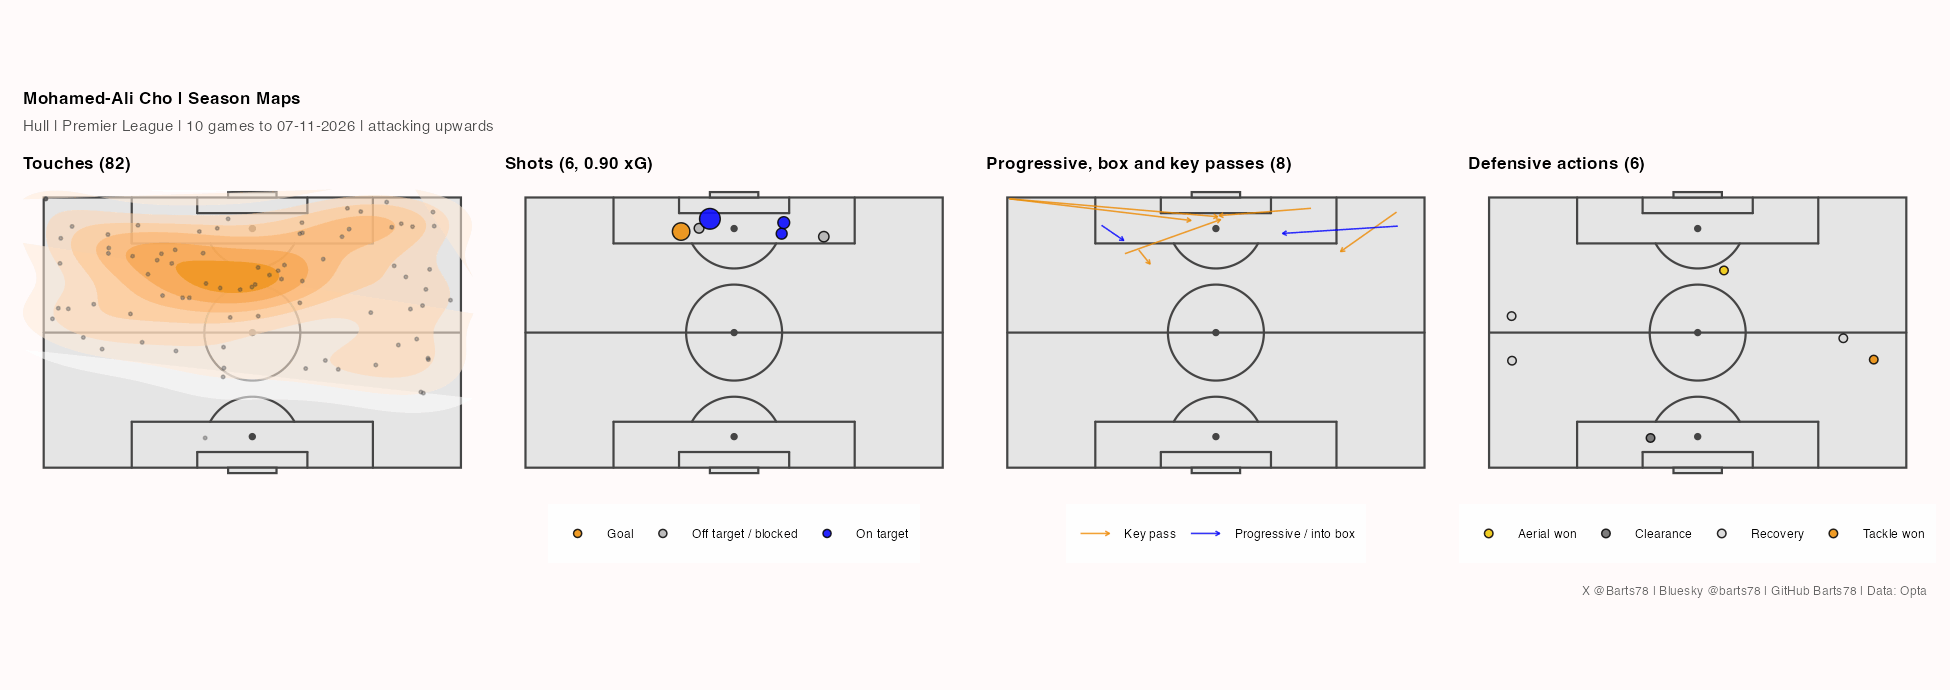 Mohamed-Ali Cho | Season Maps
Hull | Premier League | 10 games to 07-11-2026 | attacking upwards
Touches (82)
Shots (6, 0.90 xG)
Progressive, box and key passes (8)
Defensive actions (6)
Goal
Off target / blocked
On target
Key pass
Progressive / into box
Aerial won
Clearance
Recovery
Tackle won
X @Barts78 | Bluesky @barts78 | GitHub Barts78 | Data: Opta